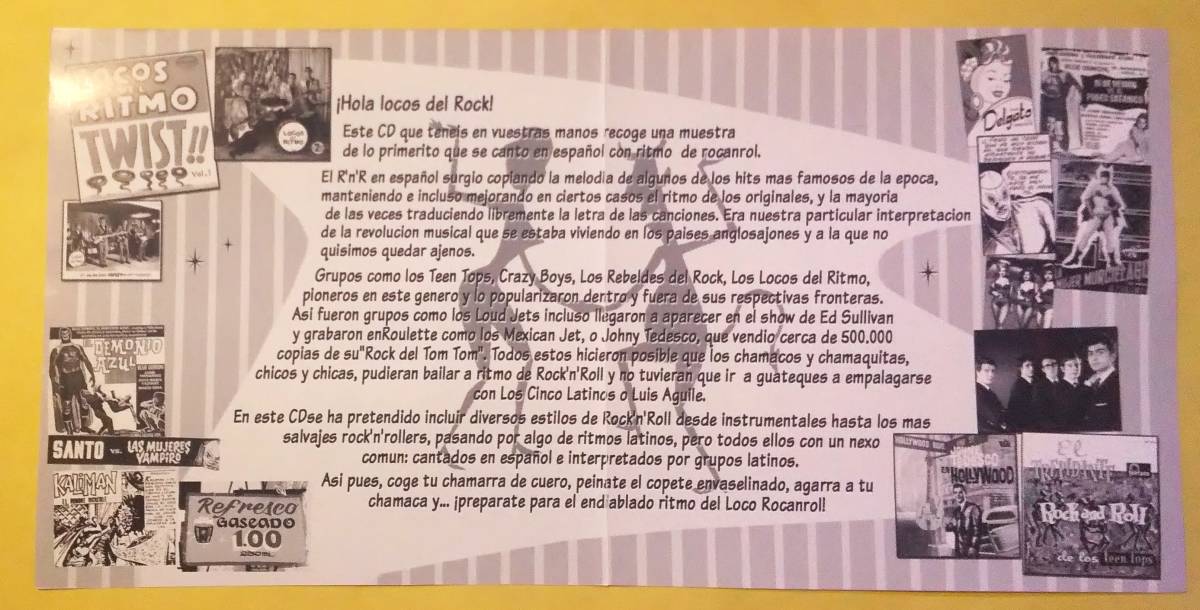 LOCOS
RITMO
TWIST!!
Vol.1
LOCOS
RITMO
¡Hola locos del Rock!
Este CD que teneis en vuestras manos recoge una muestra
de lo primerito que se canto en español con ritmo de rocanrol.
El R'n'R en español surgio copiando la melodia de algunos de los hits mas famosos de la epoca,
manteniendo e incluso mejorando en ciertos casos el ritmo de los originales, y la mayoria
de las veces traduciendo libremente la letra de las canciones. Era nuestra particular interpretacion
de la revolucion musical que se estaba viviendo en los paises anglosajones y a la que no
quisimos quedar ajenos.
Grupos como los Teen Tops, Crazy Boys, Los Rebeldes del Rock, Los Locos del Ritmo,
pioneros en este genero y lo popularizaron dentro y fuera de sus respectivas fronteras.
Asi fueron grupos como los Loud Jets incluso llegaron a aparecer en el show de Ed Sullivan
y grabaron enRoulette como los Mexican Jet, o Johny Tedesco, que vendio cerca de 500.000
copias de su"Rock del Tom Tom". Todos estos hicieron posible que los chamacos y chamaquitas,
chicos y chicas, pudieran bailar a ritmo de Rock'n'Roll y no tuvieran que ir a guateques a empalagarse
con Los Cinco Latinos o Luis Aguile.
En este CDse ha pretendido incluir diversos estilos de Rock'n'Roll desde instrumentales hasta los mas
salvajes rock'n'rollers, pasando por algo de ritmos latinos, pero todos ellos con un nexo
comun: cantados en español e interpretados por grupos latinos.
Asi pues, coge tu chamarra de cuero, peinate el copete envaselinado, agarra a tu
chamaca y... ¡preparate para el end ablado ritmo del Loco Rocanrol!
DEMONIO
AZUL
SANTO vs. LAS MUJERES
VAMPIRO
KALIMAN
Refresco
GASEADO
1.00
Delgato
HOLLYWOOD BOWL
EN
HOLLYWOOD
El
Rock and Roll
de los Teen Tops